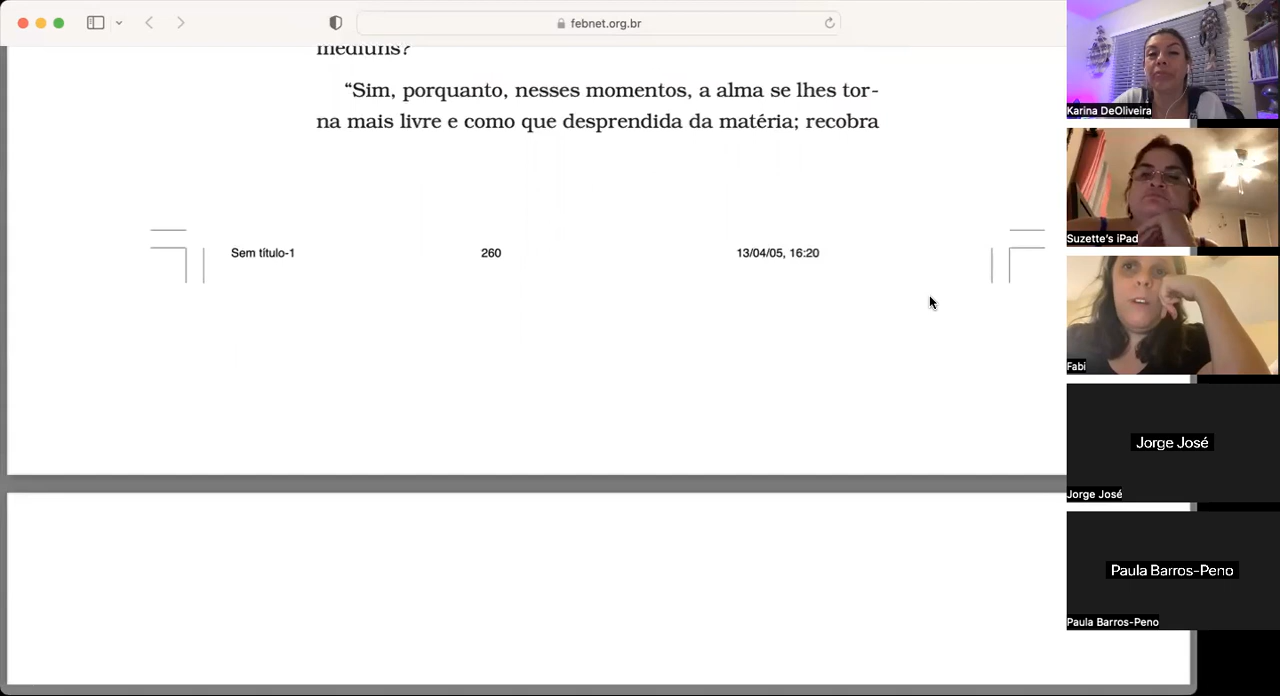 febnet.org.br
médiuns?
“Sim, porquanto, nesses momentos, a alma se lhes tor-
na mais livre e como que desprendida da matéria; recobra
Sem título-1 260 13/04/05, 16:20
Karina DeOliveira
Suzette’s iPad
Fabi
Jorge José
Jorge José
Paula Barros-Peno
Paula Barros-Peno